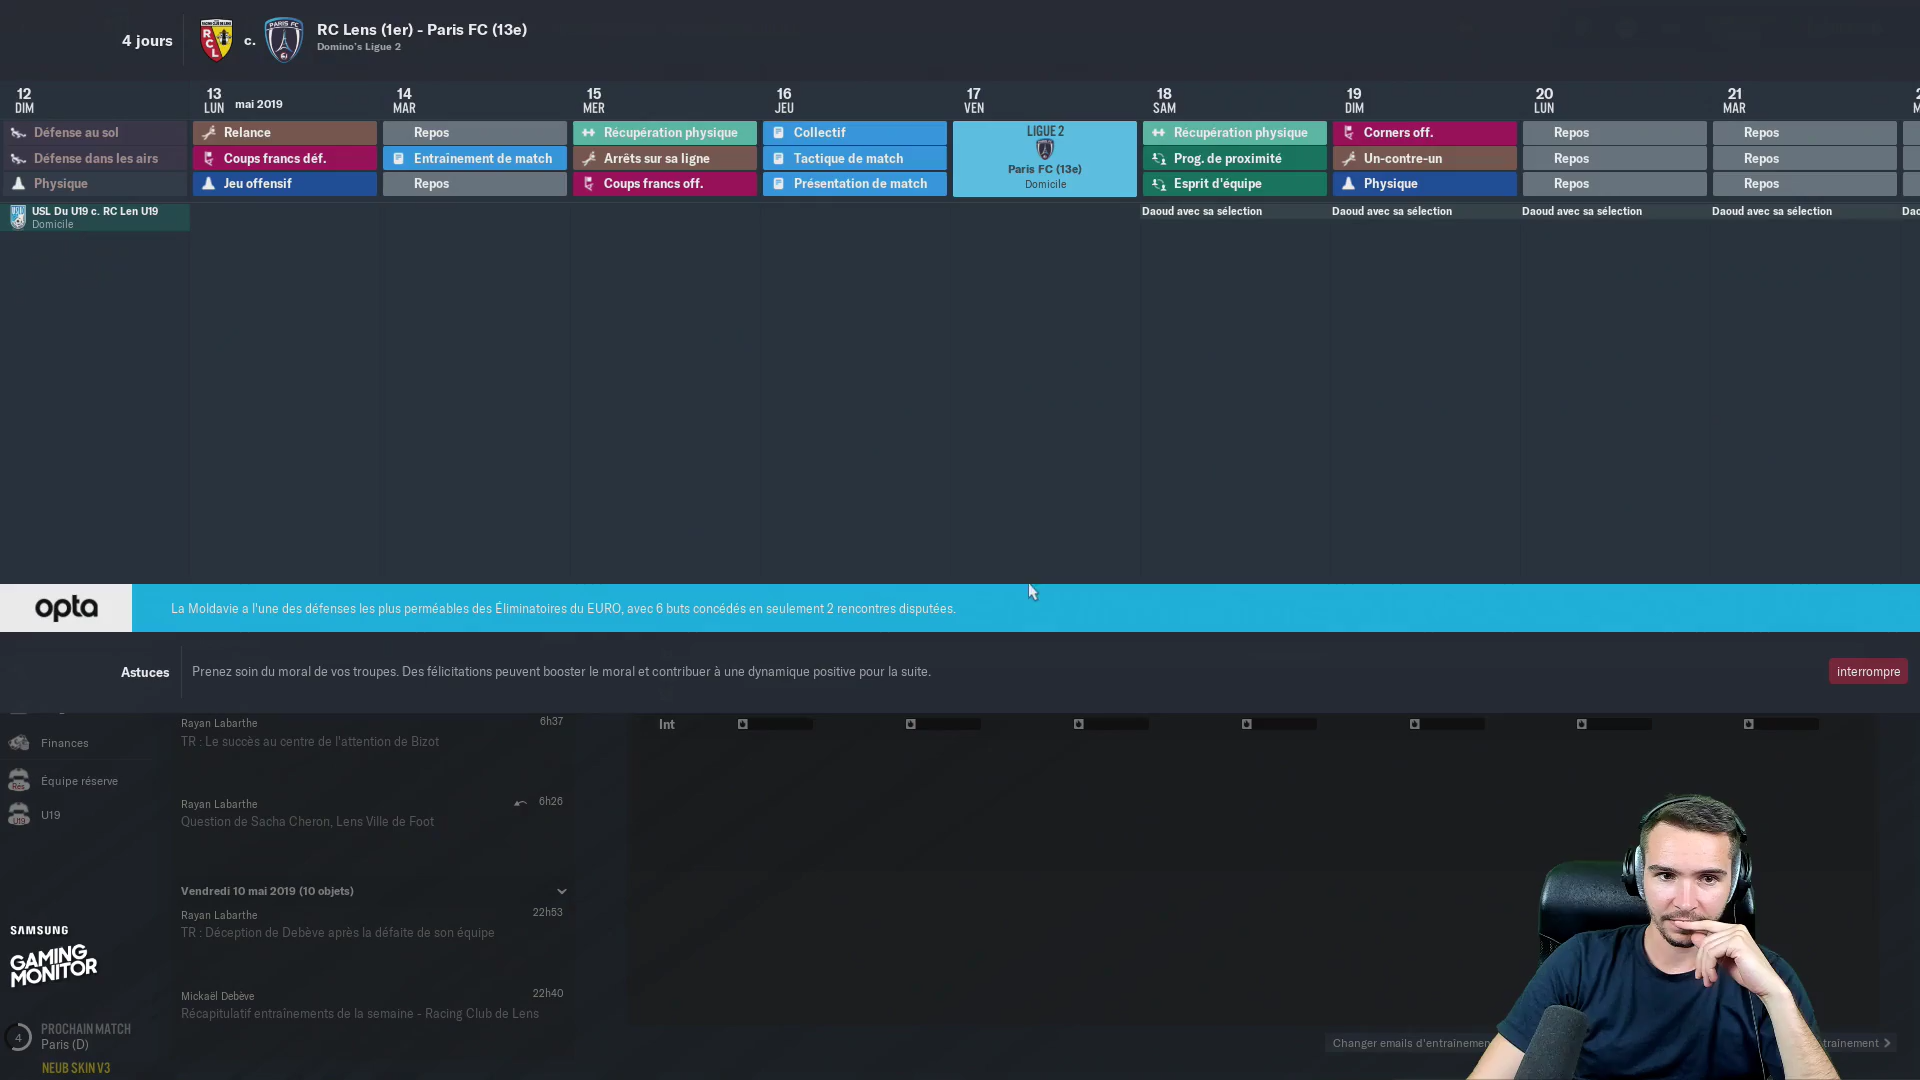 4 jours
c.
RC Lens (1er) - Paris FC (13e)
Domino's Ligue 2
12
DIM
13
LUN mai 2019
14
MAR
15
MER
16
JEU
17
VEN
18
SAM
19
DIM
20
LUN
21
MAR
Défense au sol
Relance
Repos
Récupération physique
Collectif
LIGUE 2
Récupération physique
Corners off.
Repos
Repos
Défense dans les airs
Coups francs déf.
Entraînement de match
Arrêts sur sa ligne
Tactique de match
Paris FC (13e)
Prog. de proximité
Un-contre-un
Repos
Repos
Physique
Jeu offensif
Repos
Coups francs off.
Présentation de match
Domicile
Esprit d'équipe
Physique
Repos
Repos
USL Du U19 c. RC Len U19
Domicile
Daoud avec sa sélection
Daoud avec sa sélection
Daoud avec sa sélection
Daoud avec sa sélection
opta
La Moldavie a l'une des défenses les plus perméables des Éliminatoires du EURO, avec 6 buts concédés en seulement 2 rencontres disputées.
Astuces
Prenez soin du moral de vos troupes. Des félicitations peuvent booster le moral et contribuer à une dynamique positive pour la suite.
interrompre
Rayan Labarthe 6h37
TR : Le succès au centre de l'attention de Bizot
Int
Finances
Équipe réserve
U19
Rayan Labarthe 6h26
Question de Sacha Cheron, Lens Ville de Foot
Vendredi 10 mai 2019 (10 objets)
Rayan Labarthe 22h53
TR : Déception de Debève après la défaite de son équipe
Mickaël Debève 22h40
Récapitulatif entraînements de la semaine - Racing Club de Lens
SAMSUNG
GAMING
MONITOR
4
PROCHAIN MATCH
Paris (D)
NEUB SKIN V3
Changer emails d'entraînemen